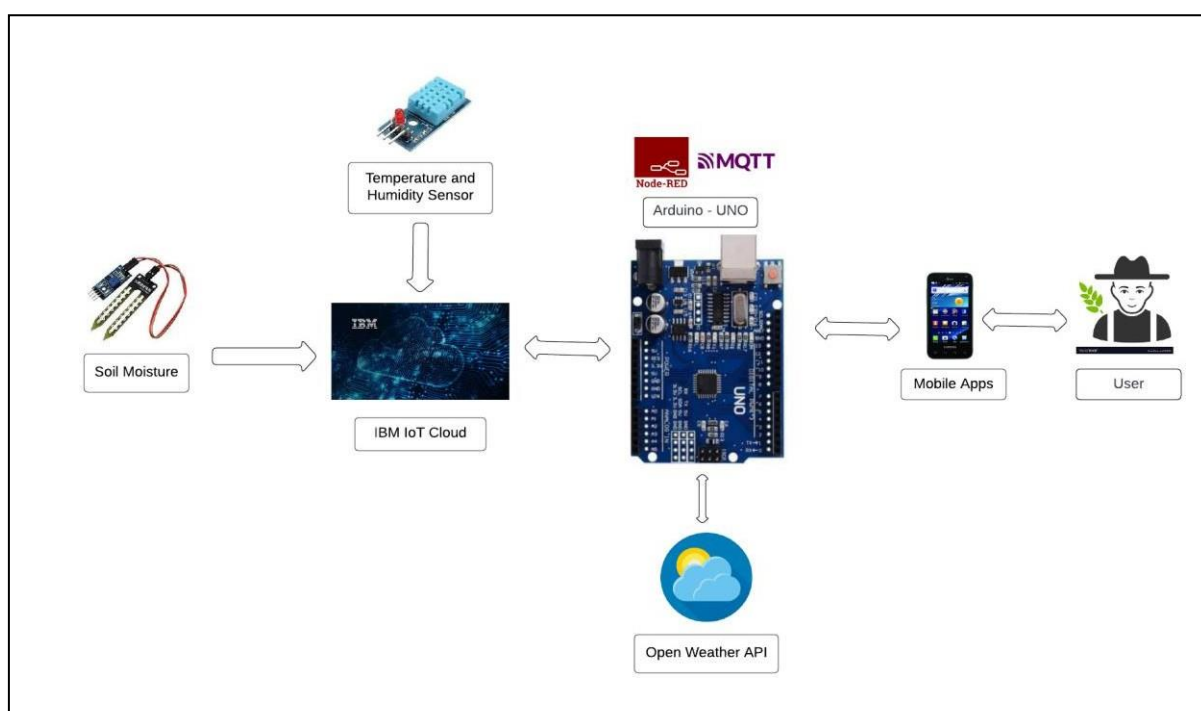 Temperature and
Humidity Sensor
Node-RED
MQTT
Arduino - UNO
Soil Moisture
IBM
IBM IoT Cloud
UNO
Mobile Apps
User
Open Weather API